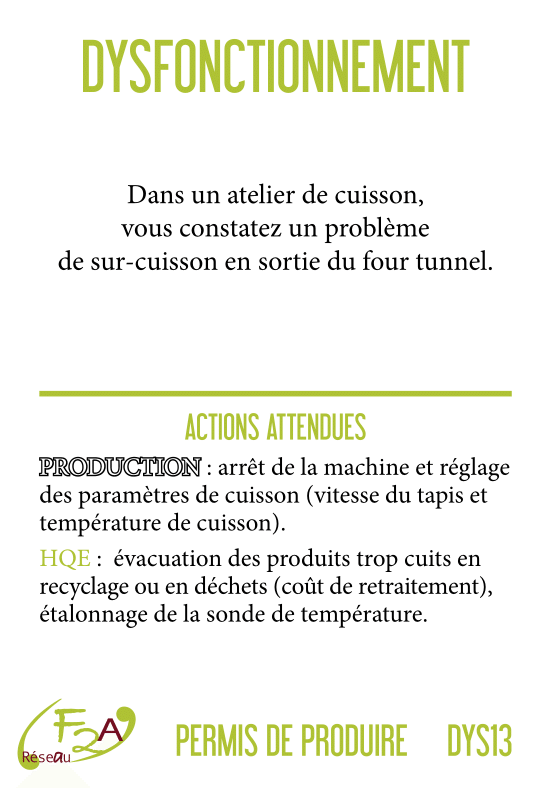 DYSFONCTIONNEMENT
Dans un atelier de cuisson,
vous constatez un problème
de sur-cuisson en sortie du four tunnel.
ACTIONS ATTENDUES
PRODUCTION : arrêt de la machine et réglage
des paramètres de cuisson (vitesse du tapis et
température de cuisson).
HQE : évacuation des produits trop cuits en
recyclage ou en déchets (coût de retraitement),
étalonnage de la sonde de température.
F2A
Réseau
PERMIS DE PRODUIRE DYS13